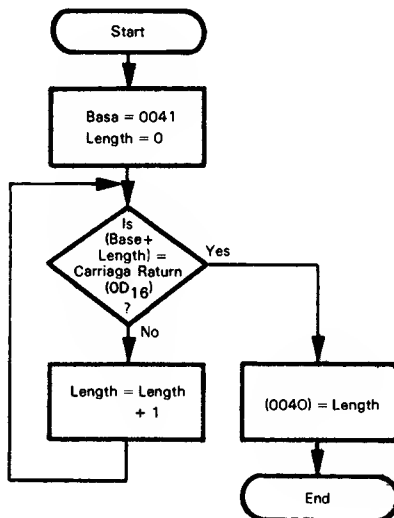 Start
Basa = 0041
Length = 0
Is
(Base+
Length) =
Carriaga Raturn
(0D16)
?
Yes
No
Length = Length
+ 1
(0040) = Length
End